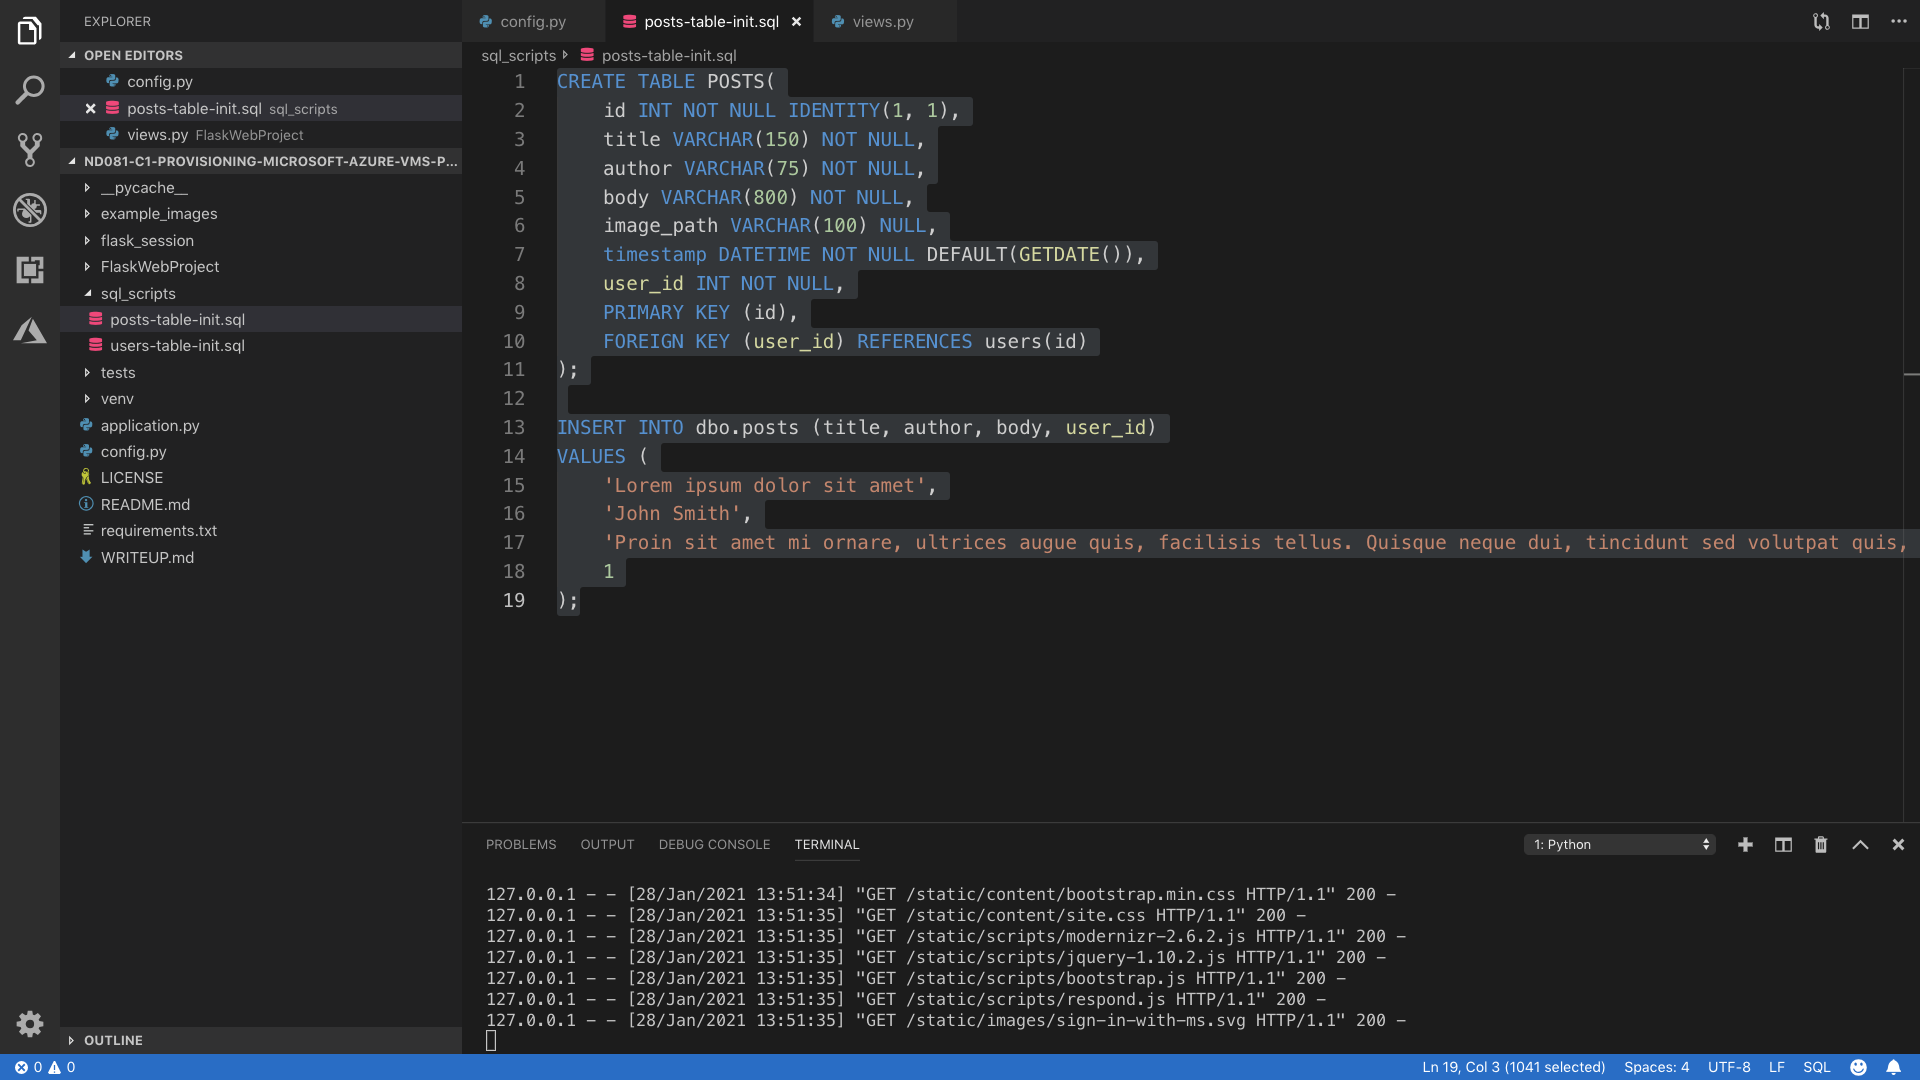 EXPLORER
OPEN EDITORS
config.py
posts-table-init.sql sql_scripts
views.py FlaskWebProject
ND081-C1-PROVISIONING-MICROSOFT-AZURE-VMS-P...
__pycache__
example_images
flask_session
FlaskWebProject
sql_scripts
posts-table-init.sql
users-table-init.sql
tests
venv
application.py
config.py
LICENSE
README.md
requirements.txt
WRITEUP.md
OUTLINE
config.py posts-table-init.sql views.py
sql_scripts posts-table-init.sql
1 CREATE TABLE POSTS(
2 id INT NOT NULL IDENTITY(1, 1),
3 title VARCHAR(150) NOT NULL,
4 author VARCHAR(75) NOT NULL,
5 body VARCHAR(800) NOT NULL,
6 image_path VARCHAR(100) NULL,
7 timestamp DATETIME NOT NULL DEFAULT(GETDATE()),
8 user_id INT NOT NULL,
9 PRIMARY KEY (id),
10 FOREIGN KEY (user_id) REFERENCES users(id)
11 );
12
13 INSERT INTO dbo.posts (title, author, body, user_id)
14 VALUES (
15 'Lorem ipsum dolor sit amet',
16 'John Smith',
17 'Proin sit amet mi ornare, ultrices augue quis, facilisis tellus. Quisque neque dui, tincidunt sed volutpat quis,
18 1
19 );
PROBLEMS OUTPUT DEBUG CONSOLE TERMINAL 1: Python
127.0.0.1 - - [28/Jan/2021 13:51:34] "GET /static/content/bootstrap.min.css HTTP/1.1" 200 -
127.0.0.1 - - [28/Jan/2021 13:51:35] "GET /static/content/site.css HTTP/1.1" 200 -
127.0.0.1 - - [28/Jan/2021 13:51:35] "GET /static/scripts/modernizr-2.6.2.js HTTP/1.1" 200 -
127.0.0.1 - - [28/Jan/2021 13:51:35] "GET /static/scripts/jquery-1.10.2.js HTTP/1.1" 200 -
127.0.0.1 - - [28/Jan/2021 13:51:35] "GET /static/scripts/bootstrap.js HTTP/1.1" 200 -
127.0.0.1 - - [28/Jan/2021 13:51:35] "GET /static/scripts/respond.js HTTP/1.1" 200 -
127.0.0.1 - - [28/Jan/2021 13:51:35] "GET /static/images/sign-in-with-ms.svg HTTP/1.1" 200 -
0 0 Ln 19, Col 3 (1041 selected) Spaces: 4 UTF-8 LF SQL